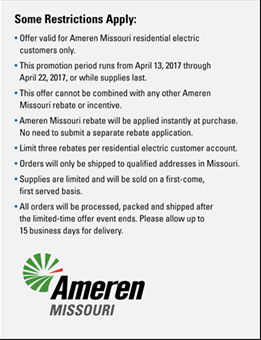 Some Restrictions Apply:
• Offer valid for Ameren Missouri residential electric
customers only.
• This promotion period runs from April 13, 2017 through
April 22, 2017, or while supplies last.
• This offer cannot be combined with any other Ameren
Missouri rebate or incentive.
• Ameren Missouri rebate will be applied instantly at purchase.
No need to submit a separate rebate application.
• Limit three rebates per residential electric customer account.
• Orders will only be shipped to qualified addresses in Missouri.
• Supplies are limited and will be sold on a first-come,
first served basis.
• All orders will be processed, packed and shipped after
the limited-time offer event ends. Please allow up to
15 business days for delivery.
Ameren
MISSOURI